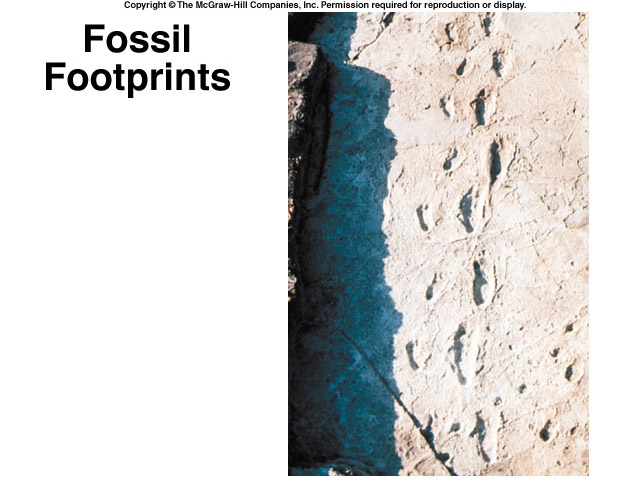 Copyright © The McGraw-Hill Companies, Inc. Permission required for reproduction or display.
Fossil
Footprints